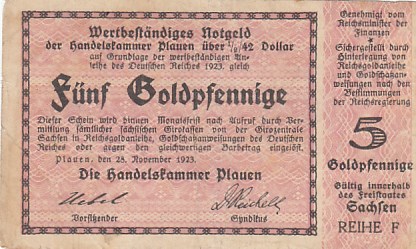 Wertbeständiges Notgeld
der Handelskammer Plauen über 1/8/42 Dollar
auf Grundlage der wertbeständigen An-
leihe des Deutschen Reiches 1923, gleich
Fünf Goldpfennige
Dieser Schein wird binnen Monatsfrist nach Aufruf durch Ver-
mittlung sämtlicher sächsischen Girokassen von der Girozentrale
Sachsen in Reichsgoldanleihe, Goldschatzanweisungen des Deutschen
Reiches oder gegen den gleichwertigen Barbetrag eingelöst.
Plauen, den 28. November 1923.
Die Handelskammer Plauen
Vorsitzender
Syndikus
Genehmigt vom
Reichsminister der
Finanzen
Sichergestellt durch
Hinterlegung von
Reichsgoldanleihe
und Goldschatzan-
weisungen nach den
Bestimmungen der
Reichsregierung
5
Goldpfennige
Gültig innerhalb
des Freistaates
Sachsen
REIHE F